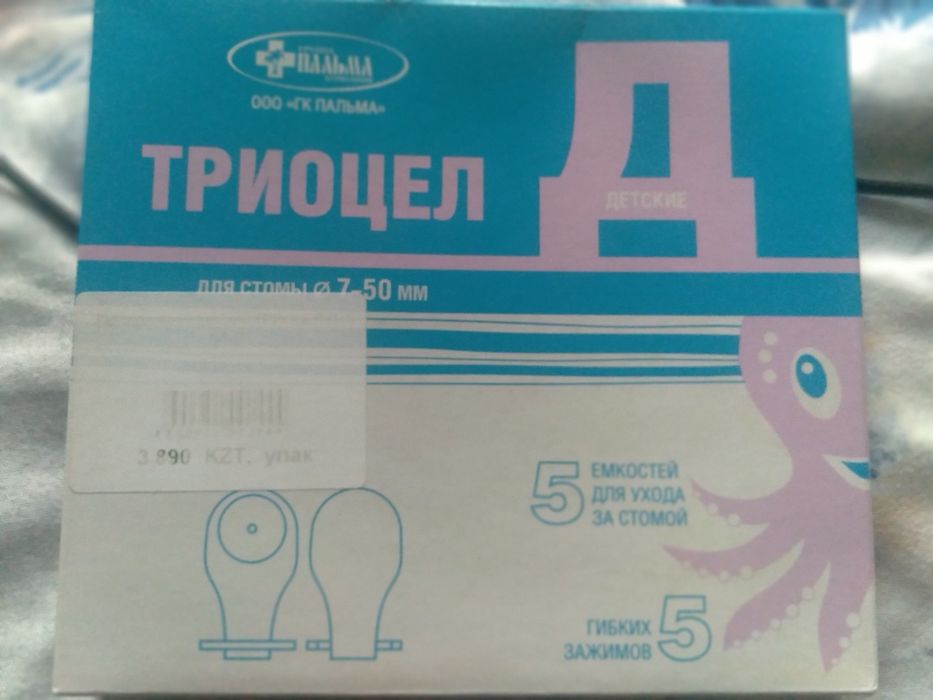 ПАЛЬМА
ООО «ГК ПАЛЬМА»
ТРИОЦЕЛ
Д
ДЕТСКИЕ
ДЛЯ СТОМЫ Ø 7-50 ММ
3 890 KZT, упак
5 ЕМКОСТЕЙ
ДЛЯ УХОДА
ЗА СТОМОЙ
ГИБКИХ 5
ЗАЖИМОВ